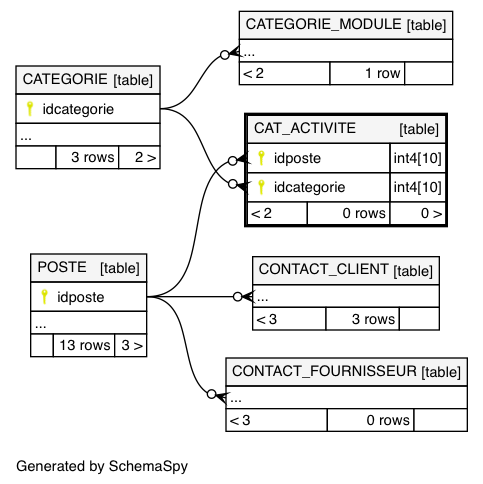 CATEGORIE_MODULE [table]
...
< 2 1 row
CATEGORIE [table]
idcategorie
...
3 rows 2 >
CAT_ACTIVITE [table]
idposte int4[10]
idcategorie int4[10]
< 2 0 rows 0 >
POSTE [table]
idposte
...
13 rows 3 >
CONTACT_CLIENT [table]
...
< 3 3 rows
CONTACT_FOURNISSEUR [table]
...
< 3 0 rows
Generated by SchemaSpy